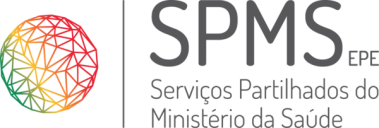 SPMS EPE
Serviços Partilhados do
Ministério da Saúde